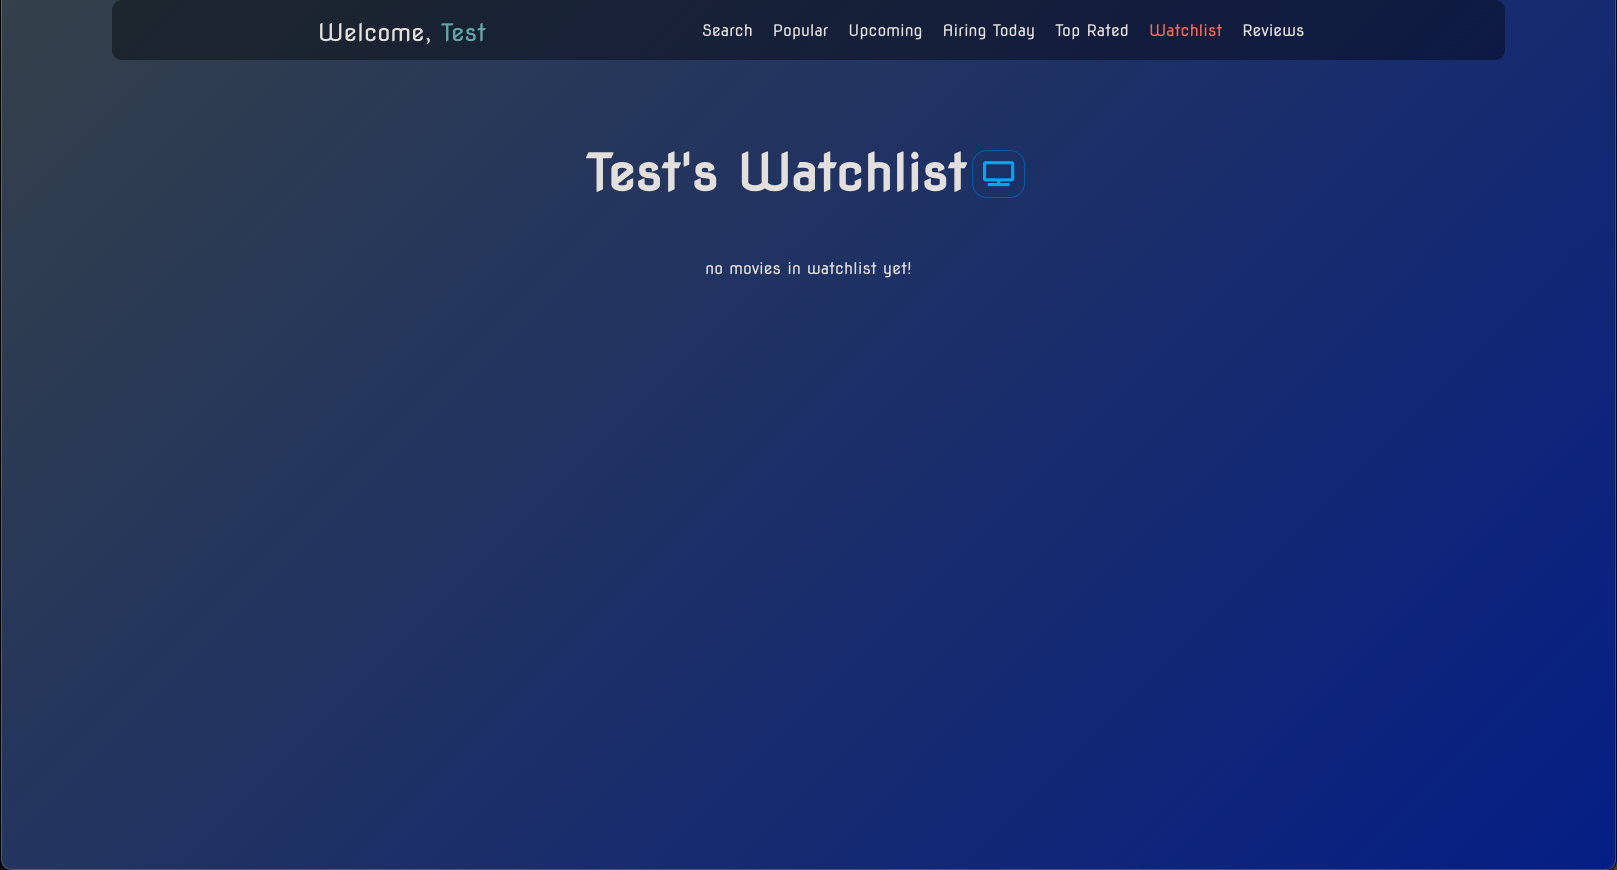 Welcome, Test
Search Popular Upcoming Airing Today Top Rated Watchlist Reviews
Test's Watchlist
no movies in watchlist yet!